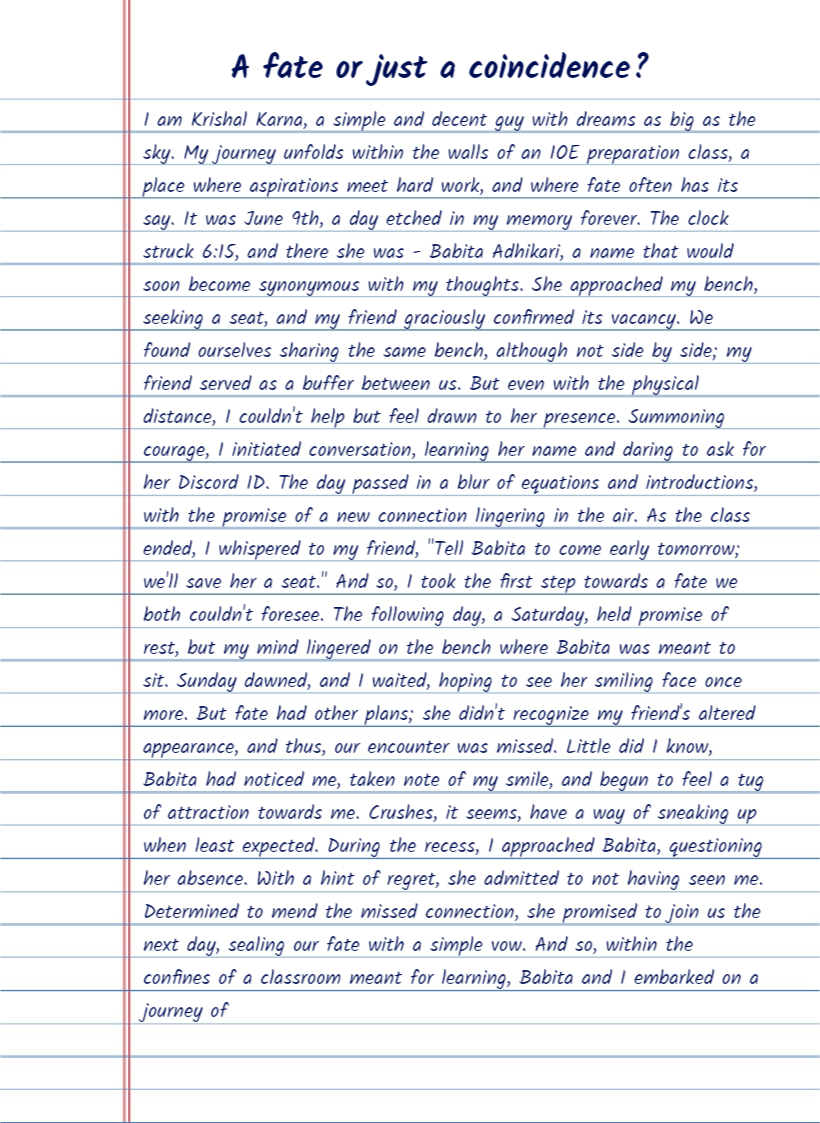 A fate or just a coincidence?
I am Krishal Karna, a simple and decent guy with dreams as big as the
sky. My journey unfolds within the walls of an IOE preparation class, a
place where aspirations meet hard work, and where fate often has its
say. It was June 9th, a day etched in my memory forever. The clock
struck 6:15, and there she was - Babita Adhikari, a name that would
soon become synonymous with my thoughts. She approached my bench,
seeking a seat, and my friend graciously confirmed its vacancy. We
found ourselves sharing the same bench, although not side by side; my
friend served as a buffer between us. But even with the physical
distance, I couldn't help but feel drawn to her presence. Summoning
courage, I initiated conversation, learning her name and daring to ask for
her Discord ID. The day passed in a blur of equations and introductions,
with the promise of a new connection lingering in the air. As the class
ended, I whispered to my friend, "Tell Babita to come early tomorrow;
we'll save her a seat." And so, I took the first step towards a fate we
both couldn't foresee. The following day, a Saturday, held promise of
rest, but my mind lingered on the bench where Babita was meant to
sit. Sunday dawned, and I waited, hoping to see her smiling face once
more. But fate had other plans; she didn't recognize my friend's altered
appearance, and thus, our encounter was missed. Little did I know,
Babita had noticed me, taken note of my smile, and begun to feel a tug
of attraction towards me. Crushes, it seems, have a way of sneaking up
when least expected. During the recess, I approached Babita, questioning
her absence. With a hint of regret, she admitted to not having seen me.
Determined to mend the missed connection, she promised to join us the
next day, sealing our fate with a simple vow. And so, within the
confines of a classroom meant for learning, Babita and I embarked on a
journey of